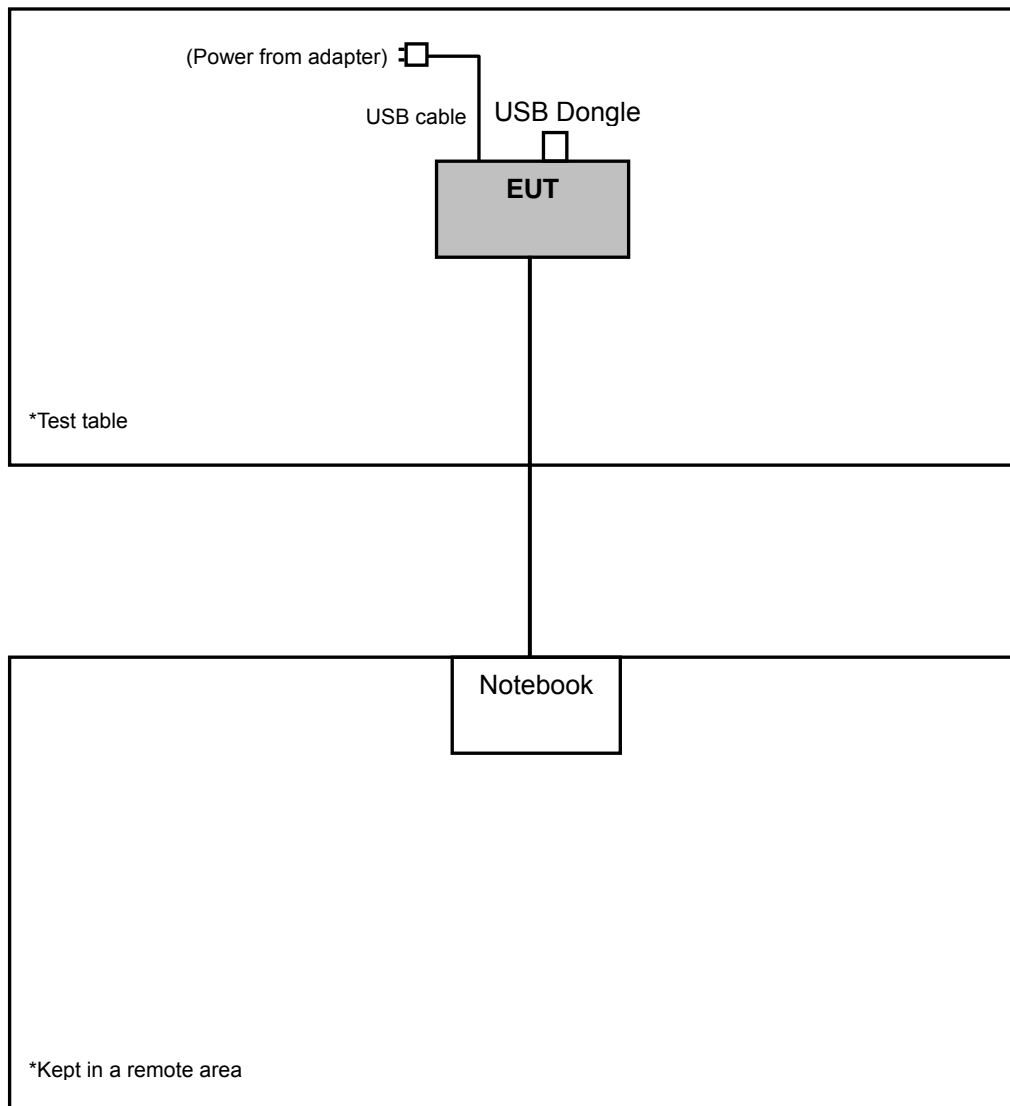 (Power from adapter)
USB cable
USB Dongle
EUT
*Test table
Notebook
*Kept in a remote area